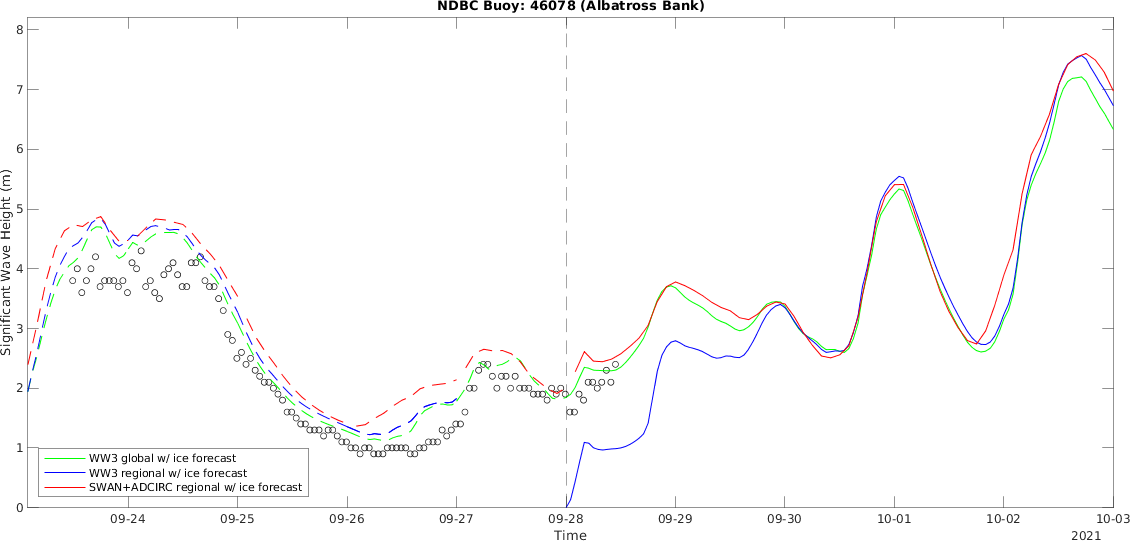 NDBC Buoy: 46078 (Albatross Bank)
Significant Wave Height (m)
8
7
6
5
4
3
2
1
0
WW3 global w/ ice forecast
WW3 regional w/ ice forecast
SWAN+ADCIRC regional w/ ice forecast
09-24 09-25 09-26 09-27 09-28 09-29 09-30 10-01 10-02 10-03
Time
2021